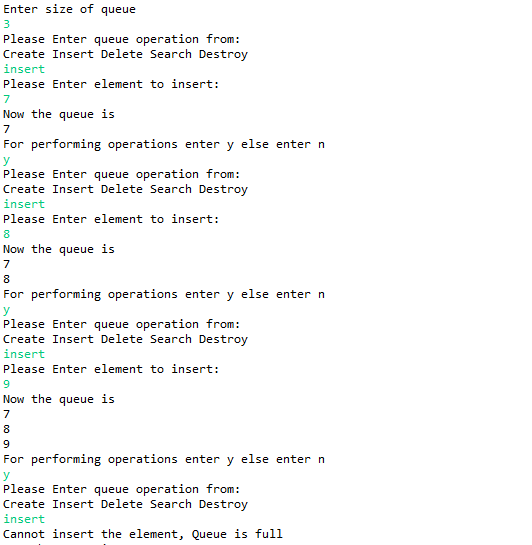 Enter size of queue
3
Please Enter queue operation from:
Create Insert Delete Search Destroy
insert
Please Enter element to insert:
7
Now the queue is
7
For performing operations enter y else enter n
y
Please Enter queue operation from:
Create Insert Delete Search Destroy
insert
Please Enter element to insert:
8
Now the queue is
7
8
For performing operations enter y else enter n
y
Please Enter queue operation from:
Create Insert Delete Search Destroy
insert
Please Enter element to insert:
9
Now the queue is
7
8
9
For performing operations enter y else enter n
y
Please Enter queue operation from:
Create Insert Delete Search Destroy
insert
Cannot insert the element, Queue is full